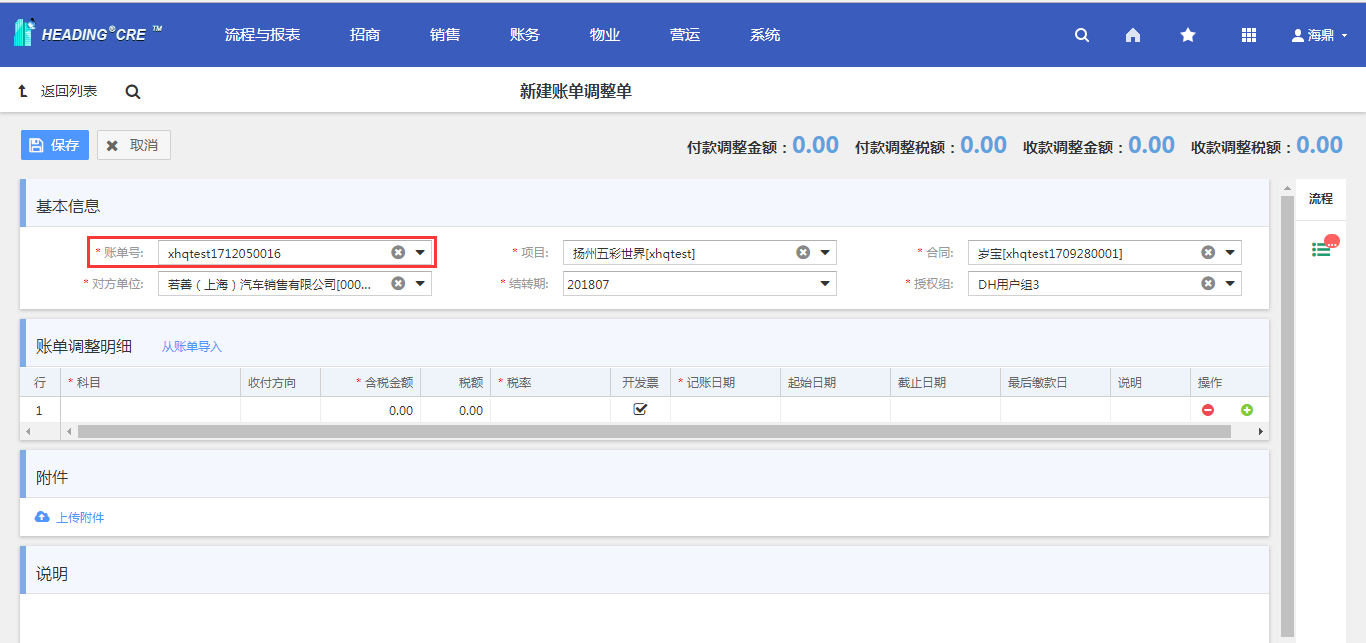 HEADING®CRE ™ 流程与报表 招商 销售 账务 物业 营运 系统 海鼎
返回列表 新建账单调整单
保存 取消 付款调整金额：0.00 付款调整税额：0.00 收款调整金额：0.00 收款调整税额：0.00
基本信息 流程
* 账单号: xhqtest1712050016 * 项目: 扬州五彩世界[xhqtest] * 合同: 岁宝[xhqtest1709280001]
* 对方单位: 若善（上海）汽车销售有限公司[000... * 结转期: 201807 * 授权组: DH用户组3
账单调整明细 从账单导入
行 * 科目 收付方向 * 含税金额 税额 * 税率 开发票 * 记账日期 起始日期 截止日期 最后缴款日 说明 操作
1 0.00 0.00
附件
上传附件
说明